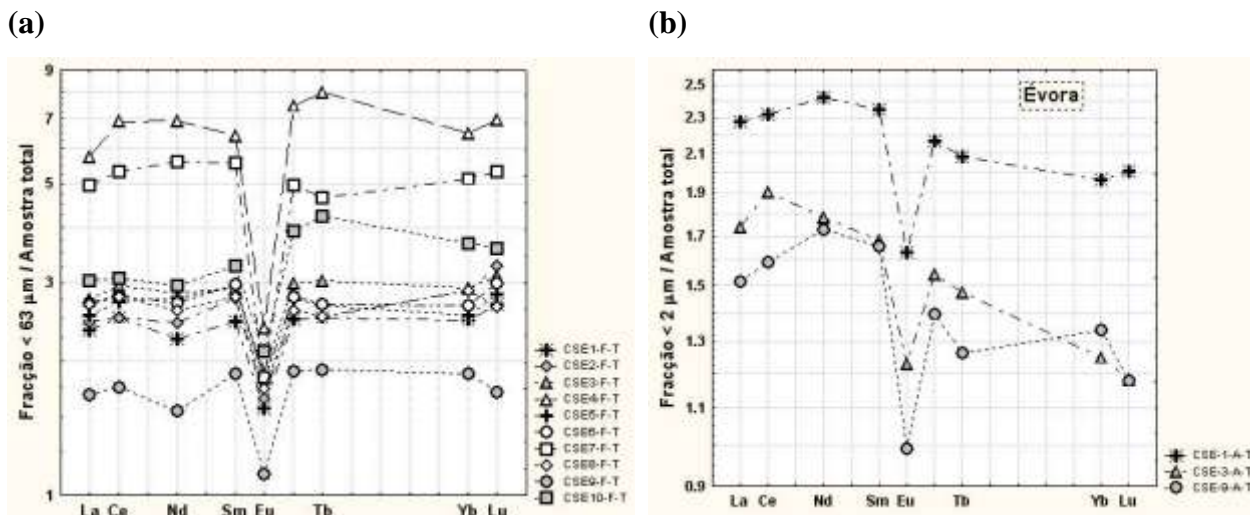 (a)
(b)
Fracção < 63 µm / Amostra total
9
7
5
3
1
La Ce Nd Sm Eu Tb Yb Lu
CSE1-F-T
CSE2-F-T
CSE3-F-T
CSE4-F-T
CSE5-F-T
CSE6-F-T
CSE7-F-T
CSE8-F-T
CSE9-F-T
CSE10-F-T
Fracção < 2 µm / Amostra total
2.5
2.3
2.1
1.9
1.7
1.5
1.3
1.1
0.9
Évora
La Ce Nd Sm Eu Tb Yb Lu
CSE-1-A-T
CSE-3-A-T
CSE-9-A-T